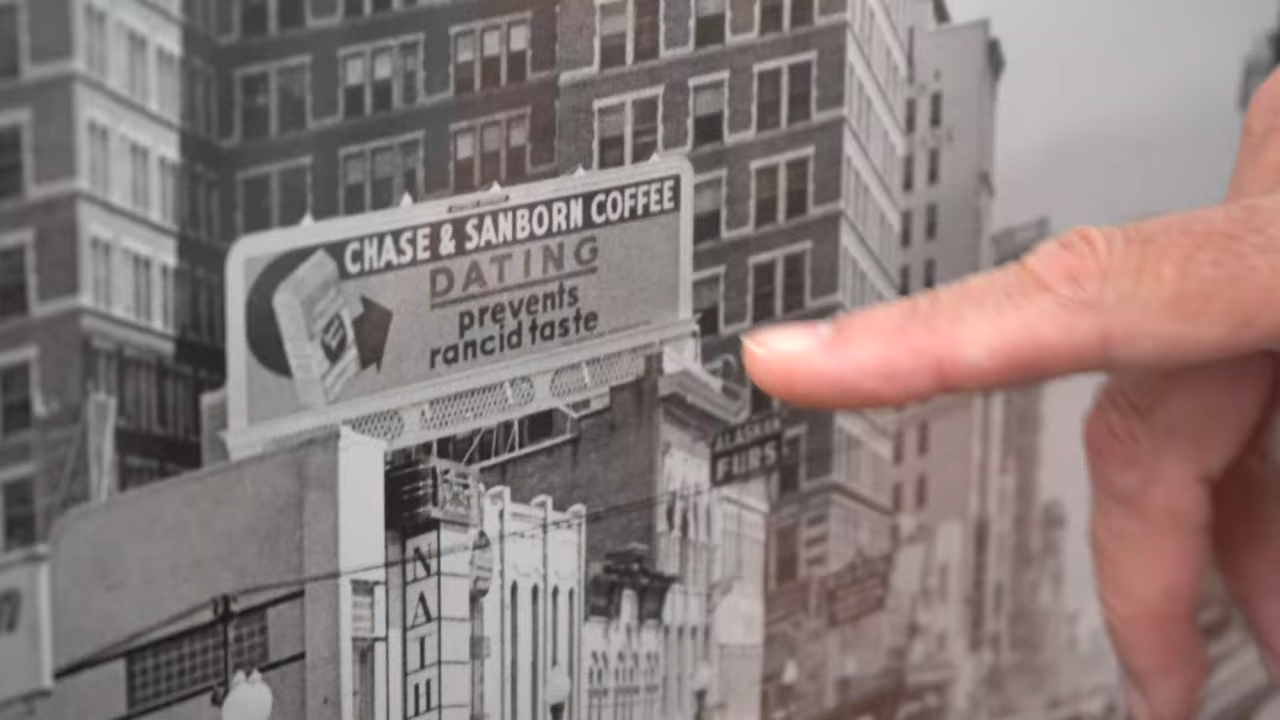 CHASE & SANBORN COFFEE
DATING
prevents
rancid taste
ALASKAN
FURS